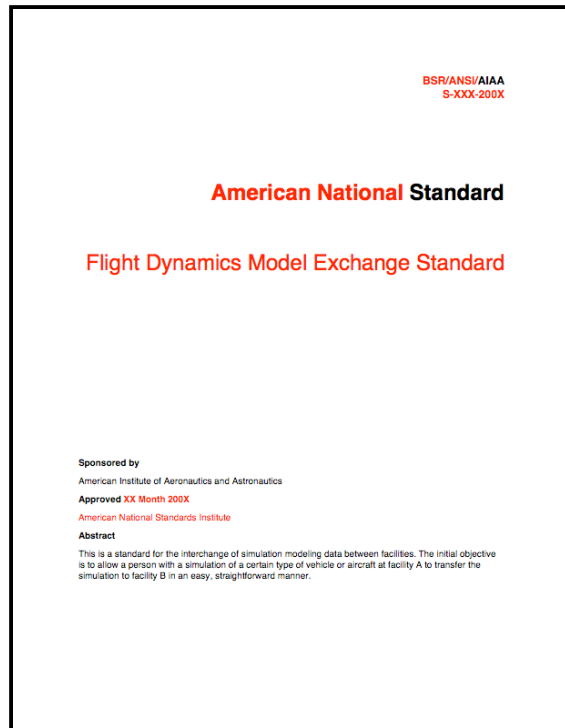 BSR/ANSI/AIAA
S-XXX-200X
American National Standard
Flight Dynamics Model Exchange Standard
Sponsored by
American Institute of Aeronautics and Astronautics
Approved XX Month 200X
American National Standards Institute
Abstract
This is a standard for the interchange of simulation modeling data between facilities. The initial objective
is to allow a person with a simulation of a certain type of vehicle or aircraft at facility A to transfer the
simulation to facility B in an easy, straightforward manner.